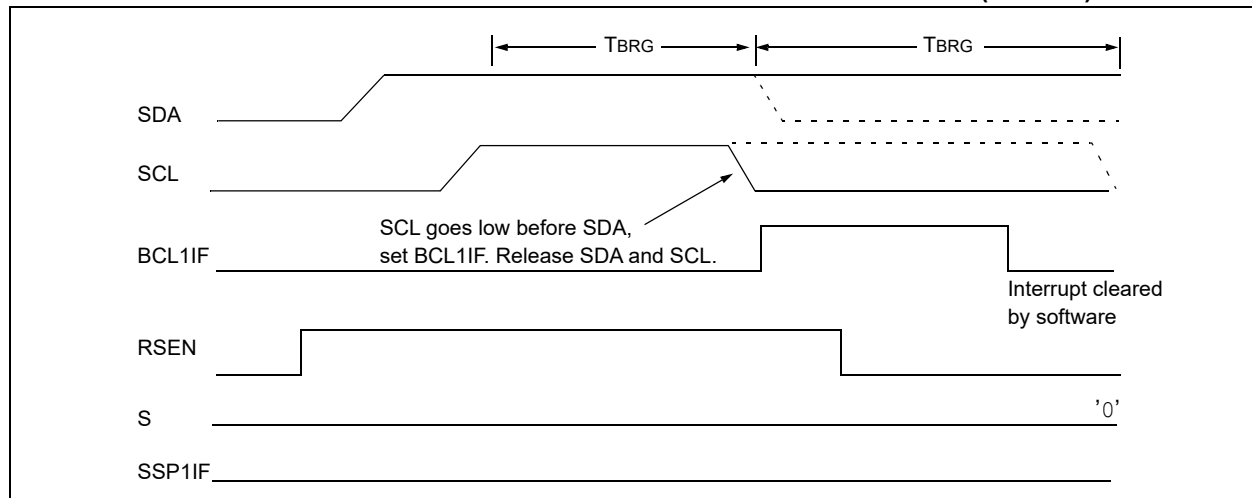 TBRG
TBRG
SDA
SCL
SCL goes low before SDA,
set BCL1IF. Release SDA and SCL.
BCL1IF
Interrupt cleared
by software
RSEN
S
’0’
SSP1IF